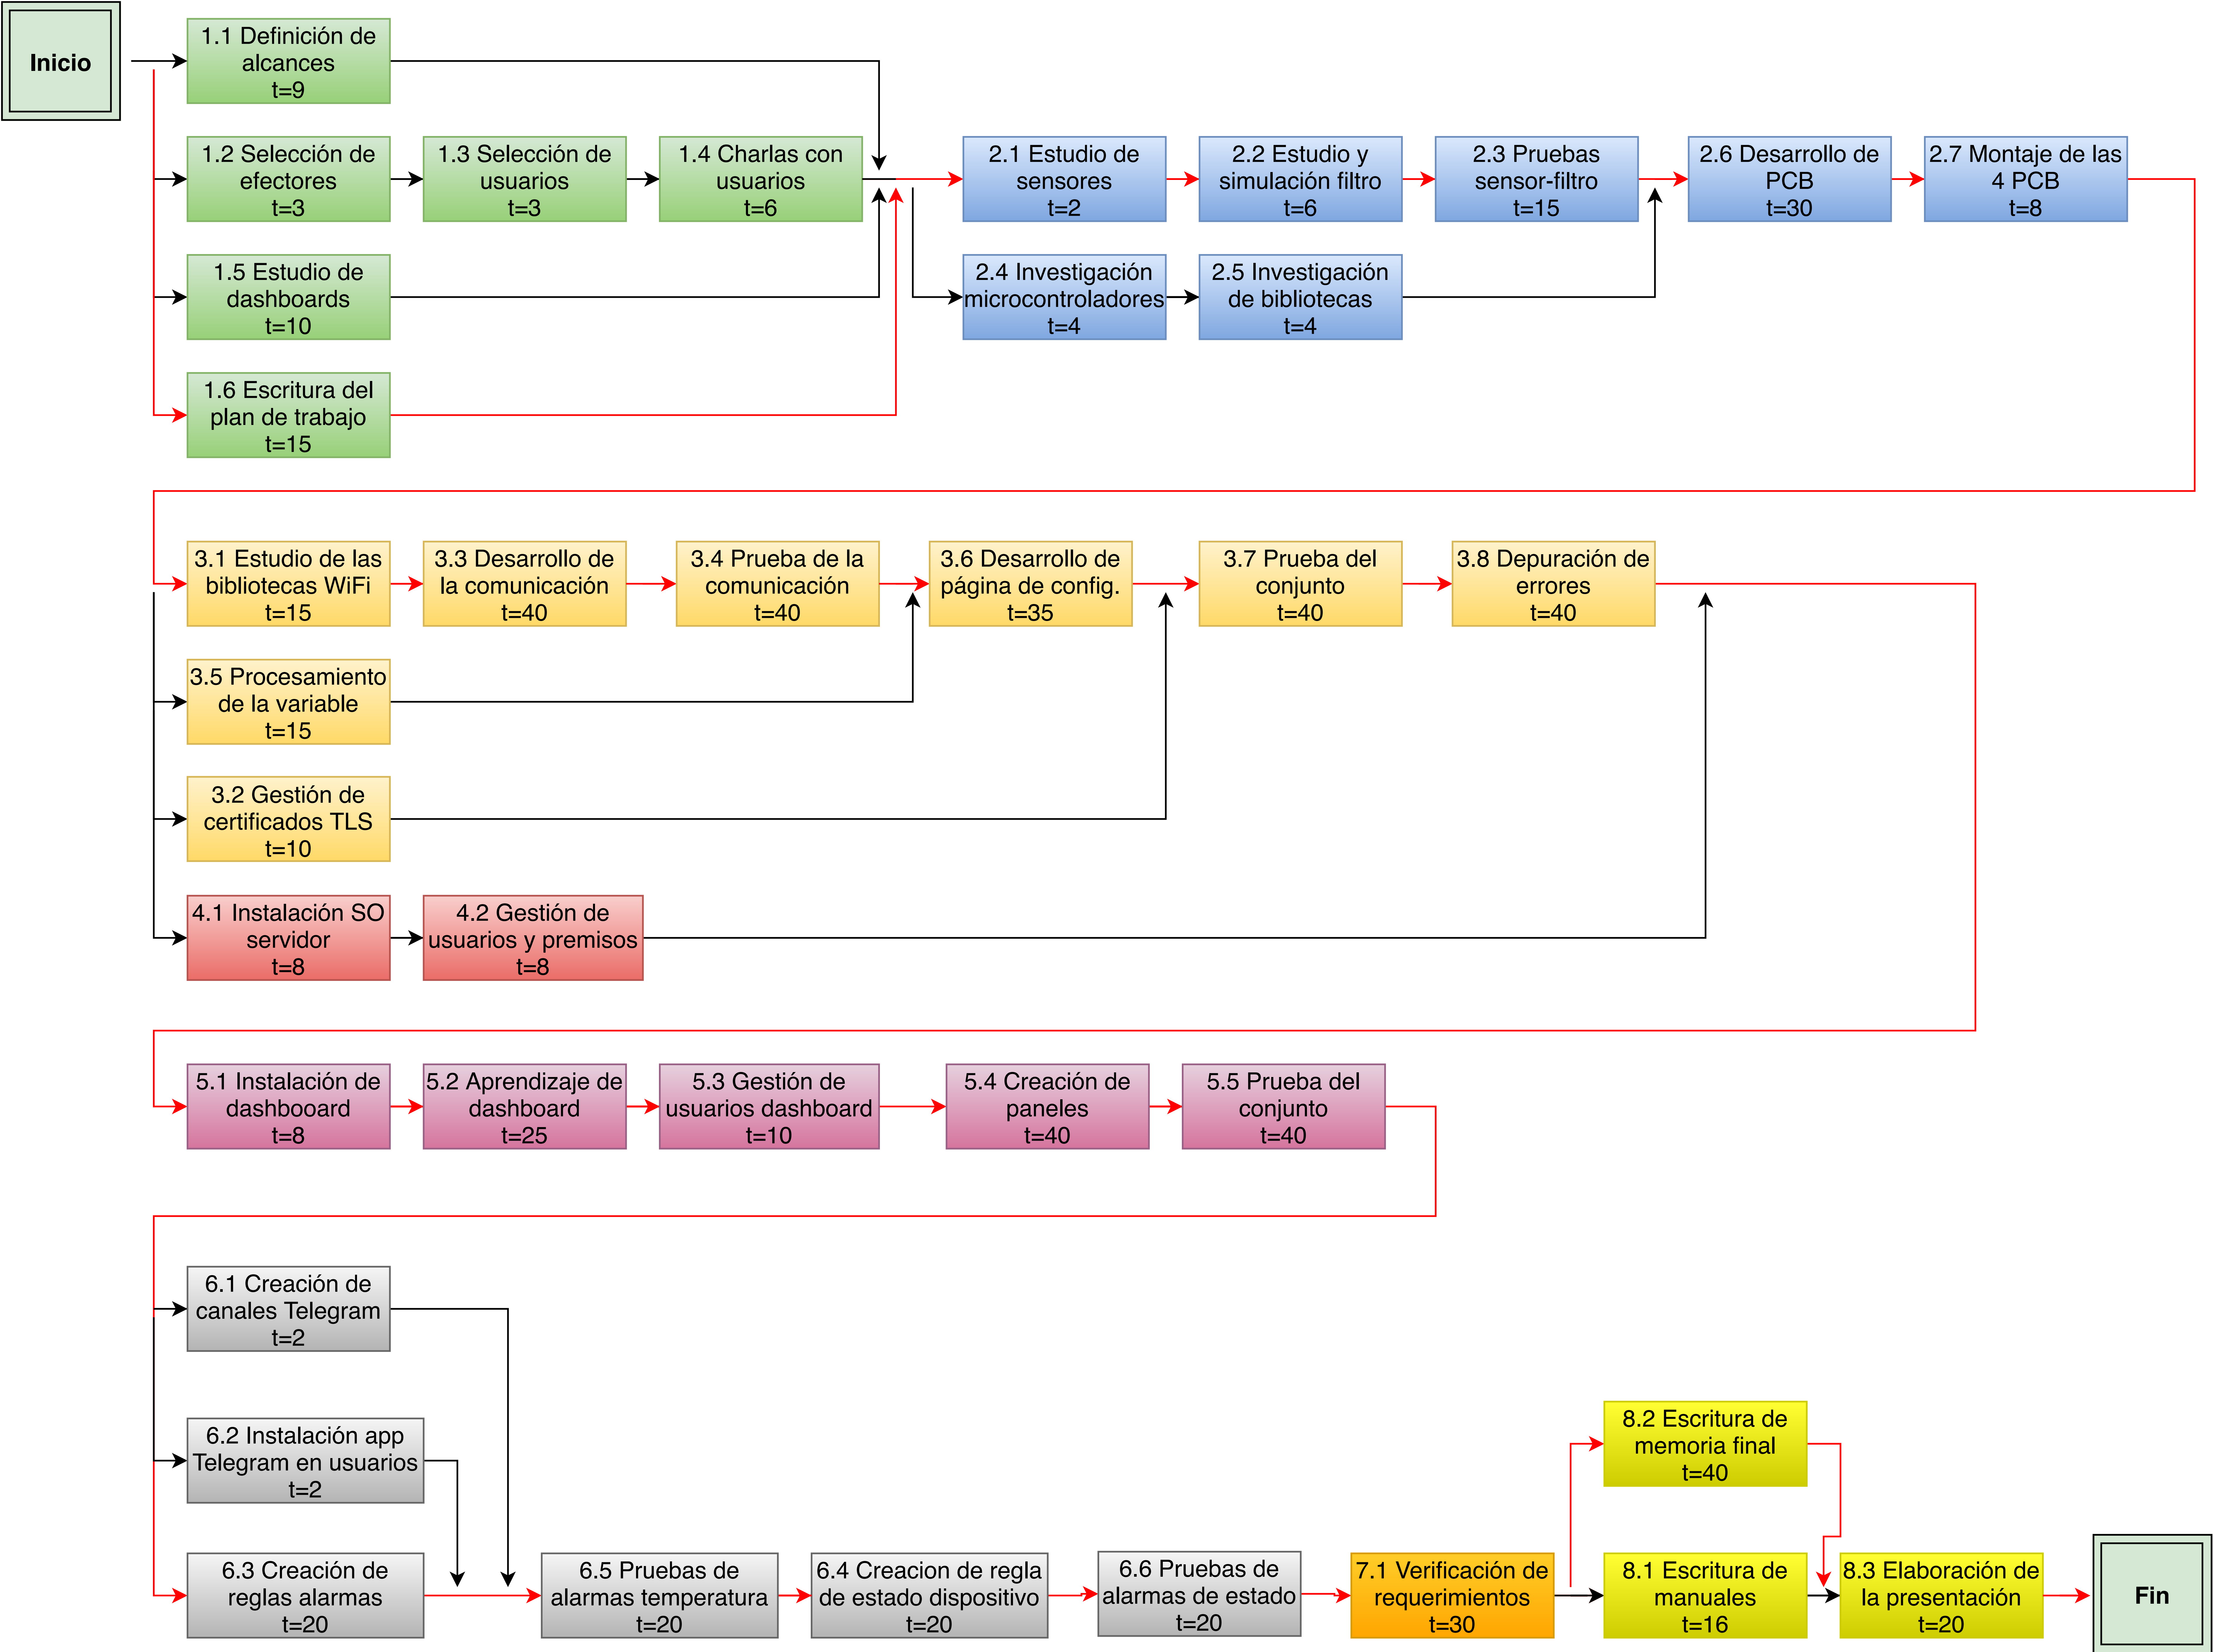 Inicio
1.1 Definición de
alcances
t=9
1.2 Selección de
efectores
t=3
1.3 Selección de
usuarios
t=3
1.4 Charlas con
usuarios
t=6
2.1 Estudio de
sensores
t=2
2.2 Estudio y
simulación filtro
t=6
2.3 Pruebas
sensor-filtro
t=15
2.6 Desarrollo de
PCB
t=30
2.7 Montaje de las
4 PCB
t=8
1.5 Estudio de
dashboards
t=10
2.4 Investigación
microcontroladores
t=4
2.5 Investigación
de bibliotecas
t=4
1.6 Escritura del
plan de trabajo
t=15
3.1 Estudio de las
bibliotecas WiFi
t=15
3.3 Desarrollo de
la comunicación
t=40
3.4 Prueba de la
comunicación
t=40
3.6 Desarrollo de
página de config.
t=35
3.7 Prueba del
conjunto
t=40
3.8 Depuración de
errores
t=40
3.5 Procesamiento
de la variable
t=15
3.2 Gestión de
certificados TLS
t=10
4.1 Instalación SO
servidor
t=8
4.2 Gestión de
usuarios y premisos
t=8
5.1 Instalación de
dashbooard
t=8
5.2 Aprendizaje de
dashboard
t=25
5.3 Gestión de
usuarios dashboard
t=10
5.4 Creación de
paneles
t=40
5.5 Prueba del
conjunto
t=40
6.1 Creación de
canales Telegram
t=2
6.2 Instalación app
Telegram en usuarios
t=2
8.2 Escritura de
memoria final
t=40
6.3 Creación de
reglas alarmas
t=20
6.5 Pruebas de
alarmas temperatura
t=20
6.4 Creacion de regla
de estado dispositivo
t=20
6.6 Pruebas de
alarmas de estado
t=20
7.1 Verificación de
requerimientos
t=30
8.1 Escritura de
manuales
t=16
8.3 Elaboración de
la presentación
t=20
Fin